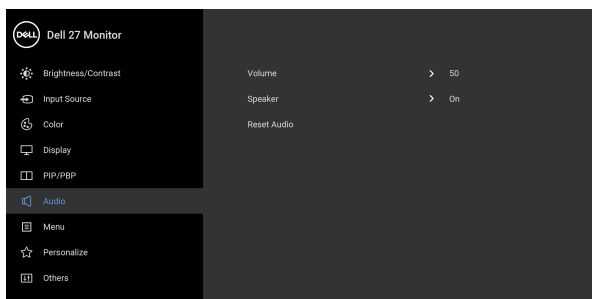 DELL Dell 27 Monitor
Brightness/Contrast
Input Source
Color
Display
PIP/PBP
Audio
Menu
Personalize
Others
Volume 50
Speaker On
Reset Audio